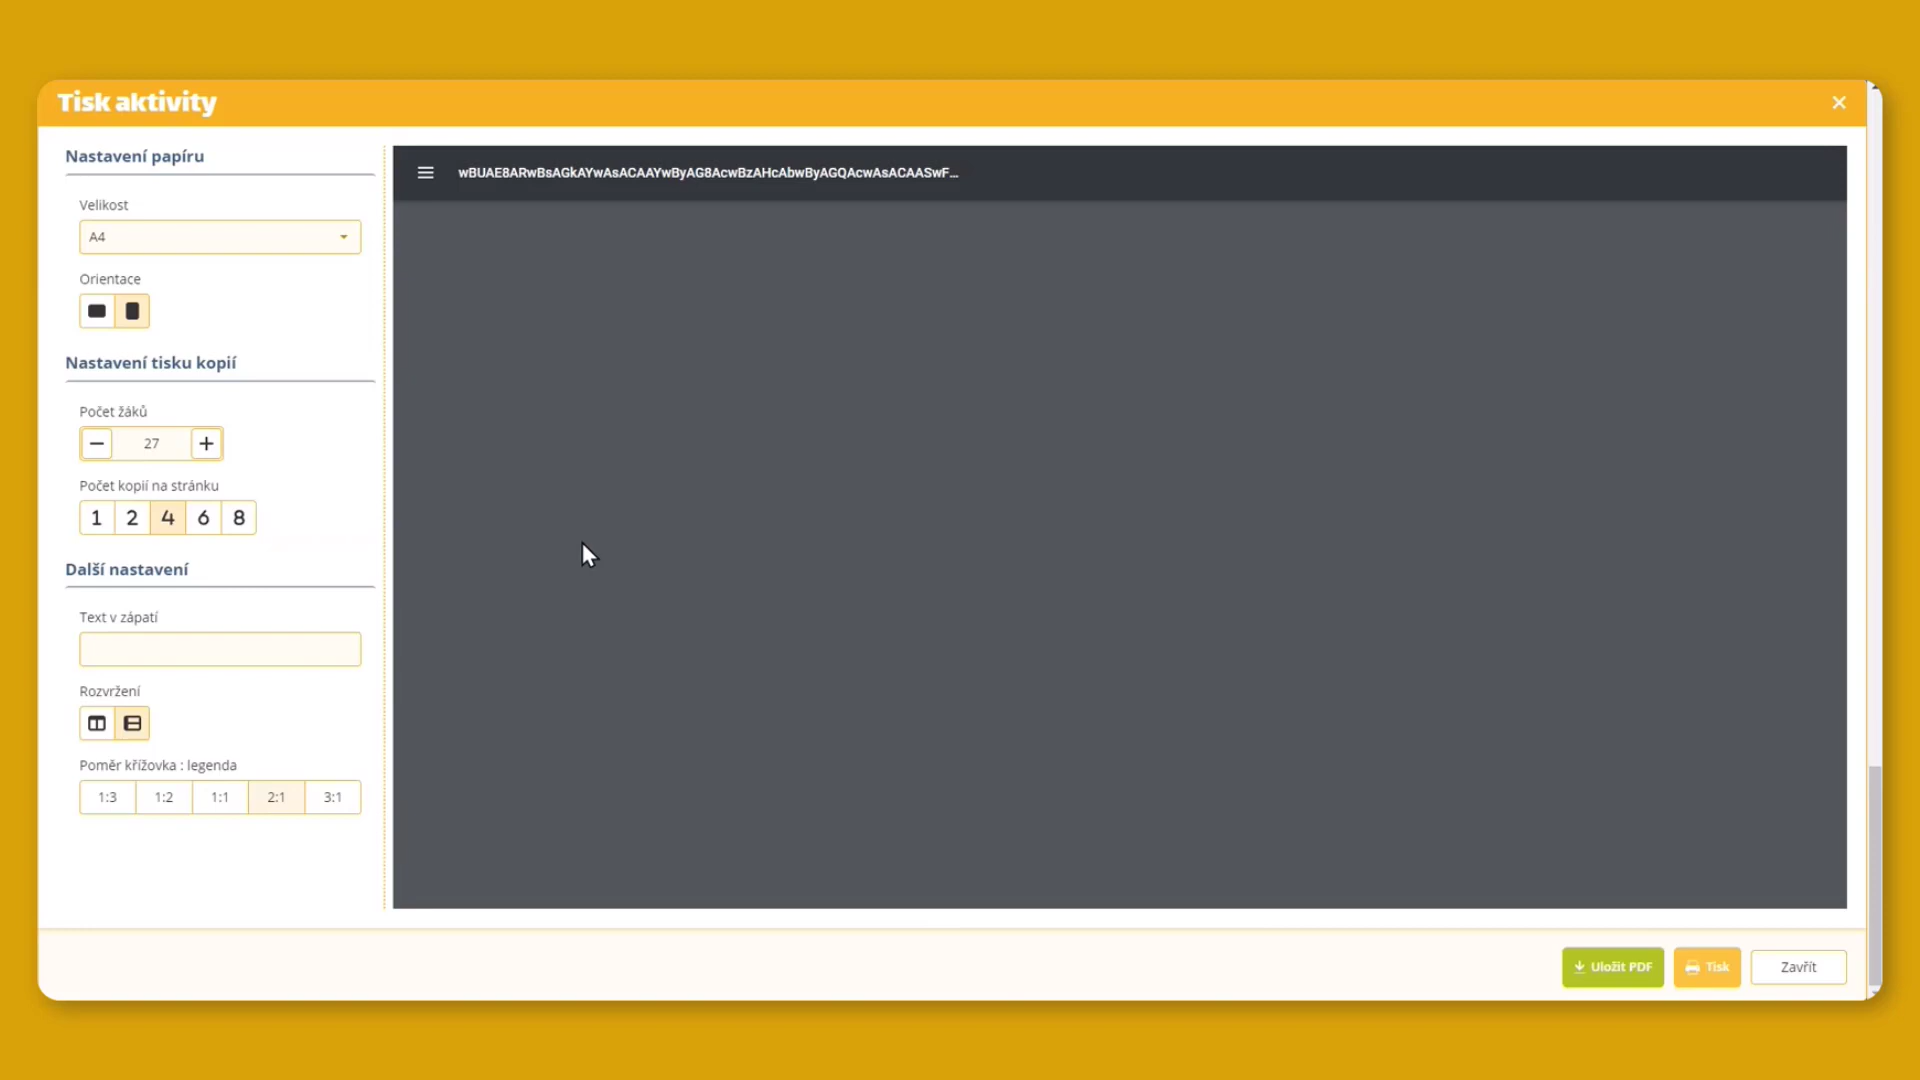 Tisk aktivity
Nastavení papíru
Velikost
A4
Orientace
Nastavení tisku kopií
Počet žáků
27
Počet kopií na stránku
1 2 4 6 8
Další nastavení
Text v zápatí
Rozvržení
Poměr křížovka : legenda
1:3 1:2 1:1 2:1 3:1
wBUAE8ARwBsAGkAYwAsACAAYwByAG8AcwBzAHcAbwByAGQAcwAsACAASwF...
Uložit PDF
Tisk
Zavřít